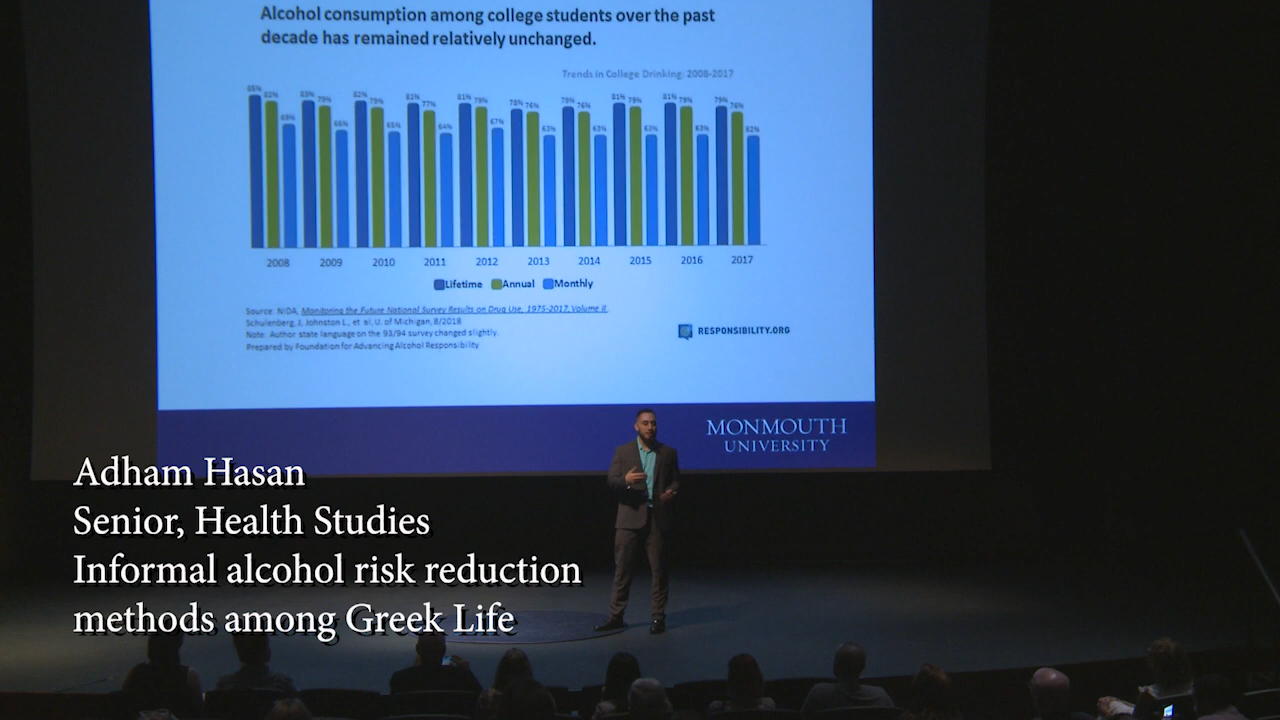 Alcohol consumption among college students over the past
decade has remained relatively unchanged.
Trends in College Drinking: 2008-2017
85% 82% 69% 83% 79% 66% 82% 79% 65% 81% 77% 64% 81% 79% 67% 78% 76% 63% 79% 76% 63% 81% 79% 63% 81% 79% 63% 79% 76% 62%
2008 2009 2010 2011 2012 2013 2014 2015 2016 2017
Lifetime Annual Monthly
Source: NIDA, Monitoring the Future National Survey Results on Drug Use, 1975-2017, Volume II.
Schulenberg, J, Johnston L., et al, U. of Michigan, 8/2018
Note: Author state language on the 93/94 survey changed slightly.
Prepared by Foundation for Advancing Alcohol Responsibility
RESPONSIBILITY.ORG
MONMOUTH
UNIVERSITY
Adham Hasan
Senior, Health Studies
Informal alcohol risk reduction
methods among Greek Life